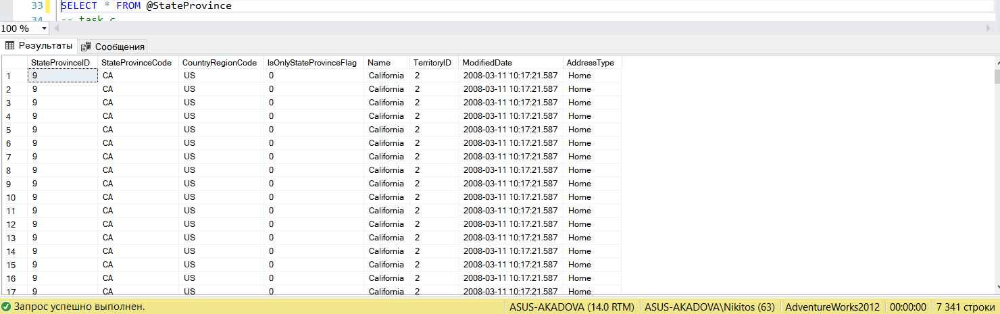 33 SELECT * FROM @StateProvince
34 -- task c
100 %
Результаты Сообщения
StateProvinceID StateProvinceCode CountryRegionCode IsOnlyStateProvinceFlag Name TerritoryID ModifiedDate AddressType
1 9 CA US 0 California 2 2008-03-11 10:17:21.587 Home
2 9 CA US 0 California 2 2008-03-11 10:17:21.587 Home
3 9 CA US 0 California 2 2008-03-11 10:17:21.587 Home
4 9 CA US 0 California 2 2008-03-11 10:17:21.587 Home
5 9 CA US 0 California 2 2008-03-11 10:17:21.587 Home
6 9 CA US 0 California 2 2008-03-11 10:17:21.587 Home
7 9 CA US 0 California 2 2008-03-11 10:17:21.587 Home
8 9 CA US 0 California 2 2008-03-11 10:17:21.587 Home
9 9 CA US 0 California 2 2008-03-11 10:17:21.587 Home
10 9 CA US 0 California 2 2008-03-11 10:17:21.587 Home
11 9 CA US 0 California 2 2008-03-11 10:17:21.587 Home
12 9 CA US 0 California 2 2008-03-11 10:17:21.587 Home
13 9 CA US 0 California 2 2008-03-11 10:17:21.587 Home
14 9 CA US 0 California 2 2008-03-11 10:17:21.587 Home
15 9 CA US 0 California 2 2008-03-11 10:17:21.587 Home
16 9 CA US 0 California 2 2008-03-11 10:17:21.587 Home
17 9 CA US 0 California 2 2008-03-11 10:17:21.587 Home
Запрос успешно выполнен. ASUS-AKADOVA (14.0 RTM) ASUS-AKADOVA\Nikitos (63) AdventureWorks2012 00:00:00 7 341 строки